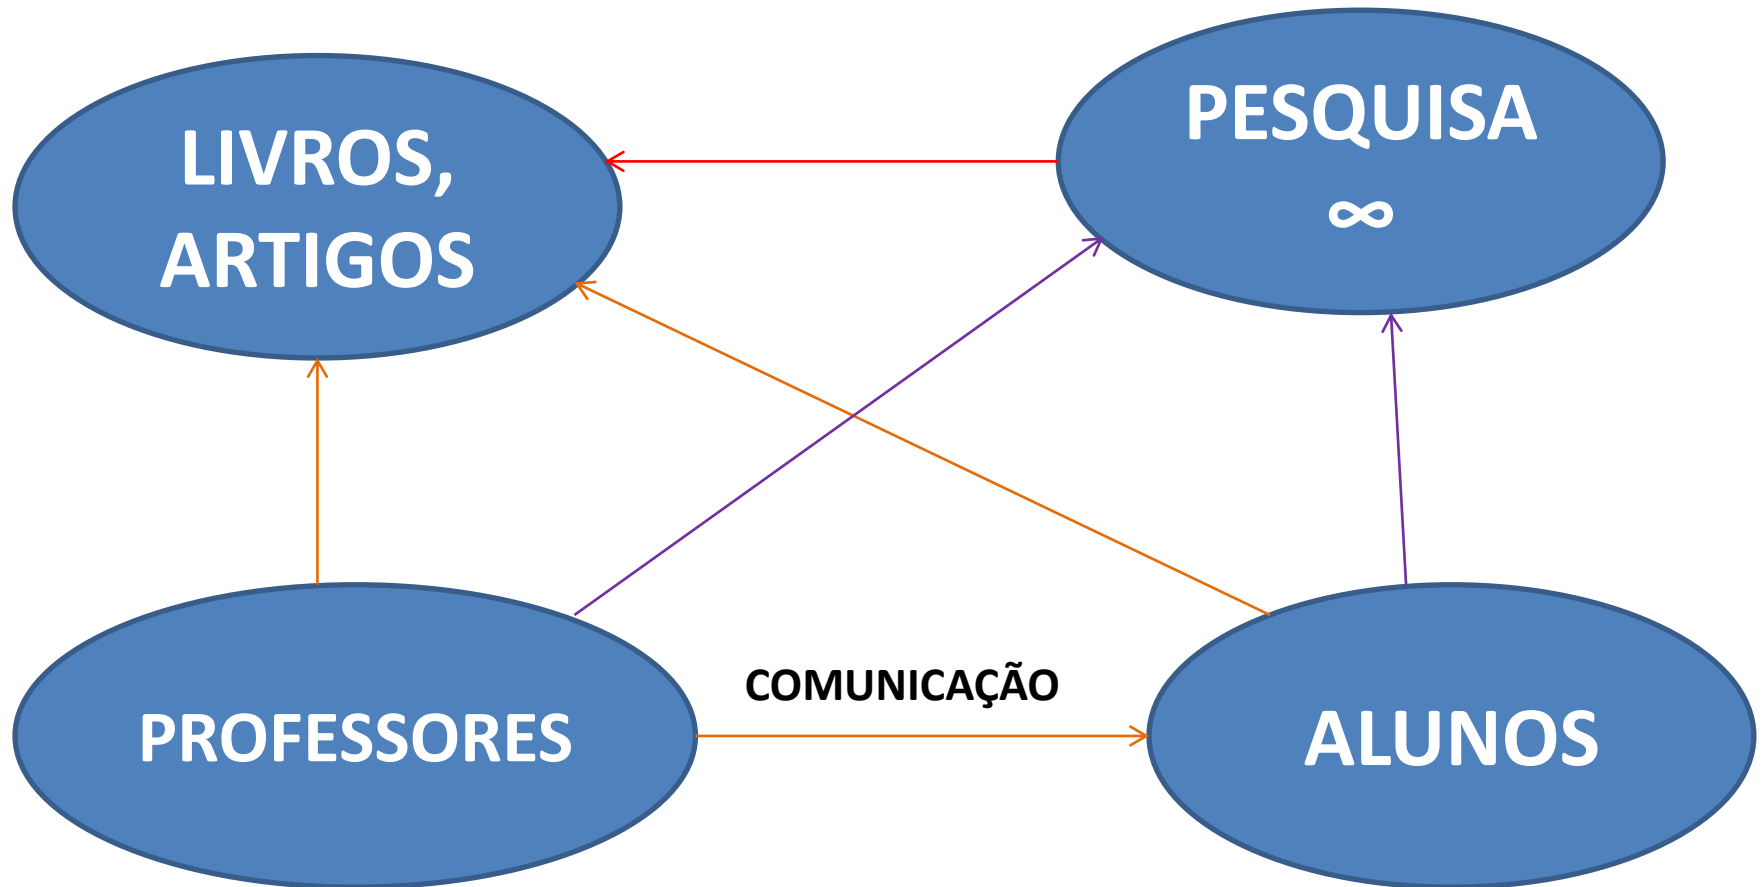 LIVROS,
ARTIGOS
PESQUISA
∞
PROFESSORES
COMUNICAÇÃO
ALUNOS